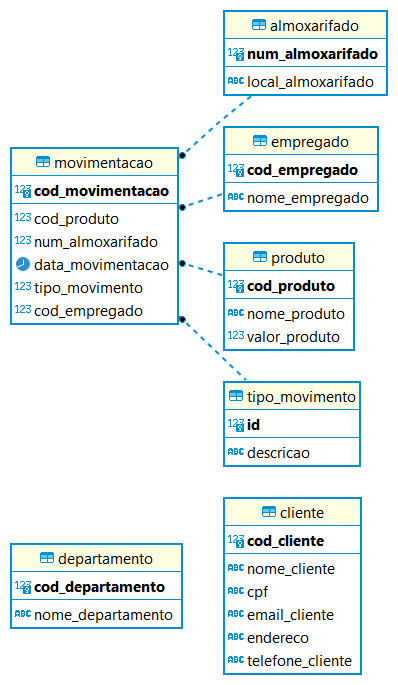 almoxarifado
123 num_almoxarifado
ABC local_almoxarifado
movimentacao
123 cod_movimentacao
123 cod_produto
123 num_almoxarifado
data_movimentacao
123 tipo_movimento
123 cod_empregado
empregado
123 cod_empregado
ABC nome_empregado
produto
123 cod_produto
ABC nome_produto
123 valor_produto
tipo_movimento
123 id
ABC descricao
departamento
123 cod_departamento
ABC nome_departamento
cliente
123 cod_cliente
ABC nome_cliente
ABC cpf
ABC email_cliente
ABC endereco
ABC telefone_cliente